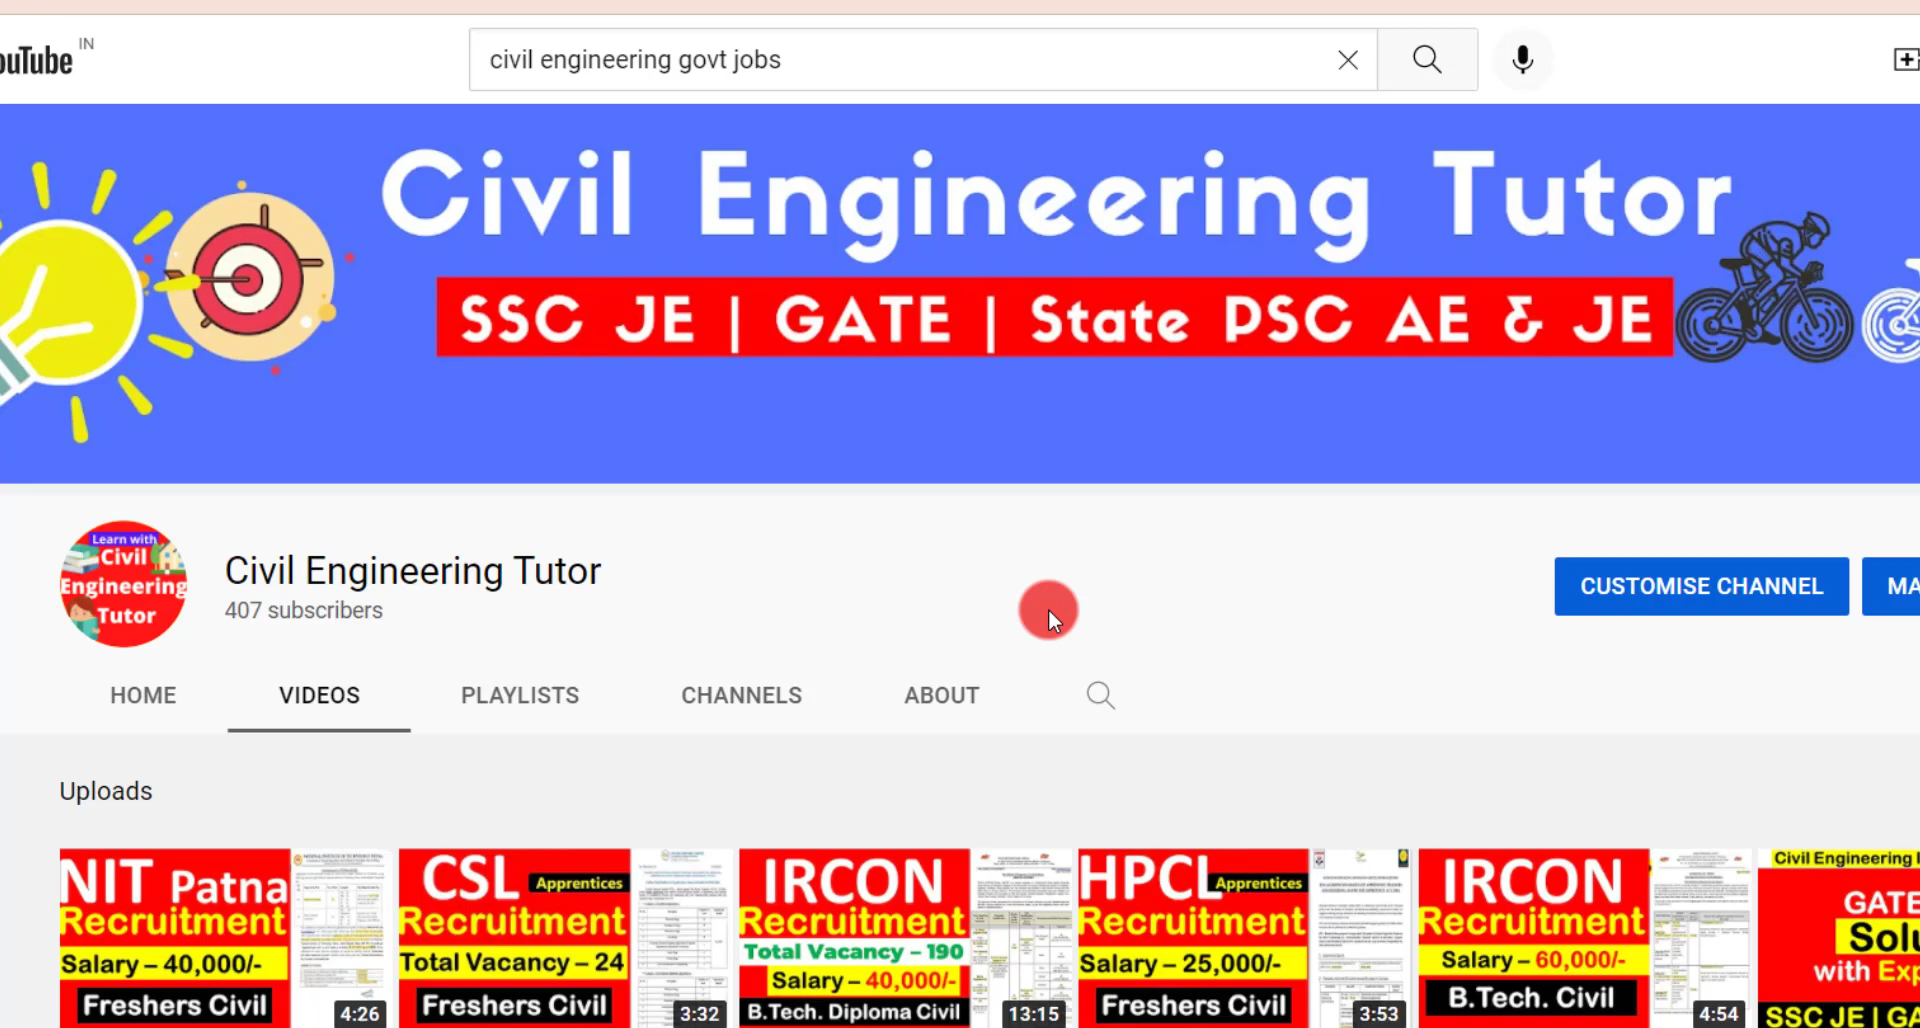 ouTube IN
civil engineering govt jobs
Civil Engineering Tutor
SSC JE | GATE | State PSC AE & JE
Learn with
Civil
Engineering
Tutor
Civil Engineering Tutor
407 subscribers
CUSTOMISE CHANNEL
MA
HOME
VIDEOS
PLAYLISTS
CHANNELS
ABOUT
Uploads
NIT Patna
Recruitment
Salary – 40,000/-
Freshers Civil
4:26
CSL Apprentices
Recruitment
Total Vacancy – 24
Freshers Civil
3:32
IRCON
Recruitment
Total Vacancy – 190
Salary – 40,000/-
B.Tech. Diploma Civil
13:15
HPCL Apprentices
Recruitment
Salary – 25,000/-
Freshers Civil
3:53
IRCON
Recruitment
Salary – 60,000/-
B.Tech. Civil
4:54
Civil Engineering
GATE
Solu
with Exp
SSC JE | GA